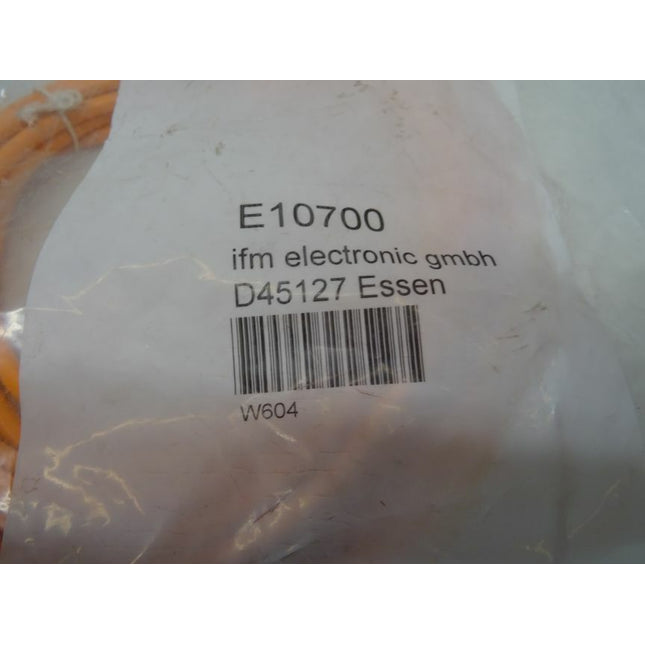 E10700
ifm electronic gmbh
D45127 Essen
W604